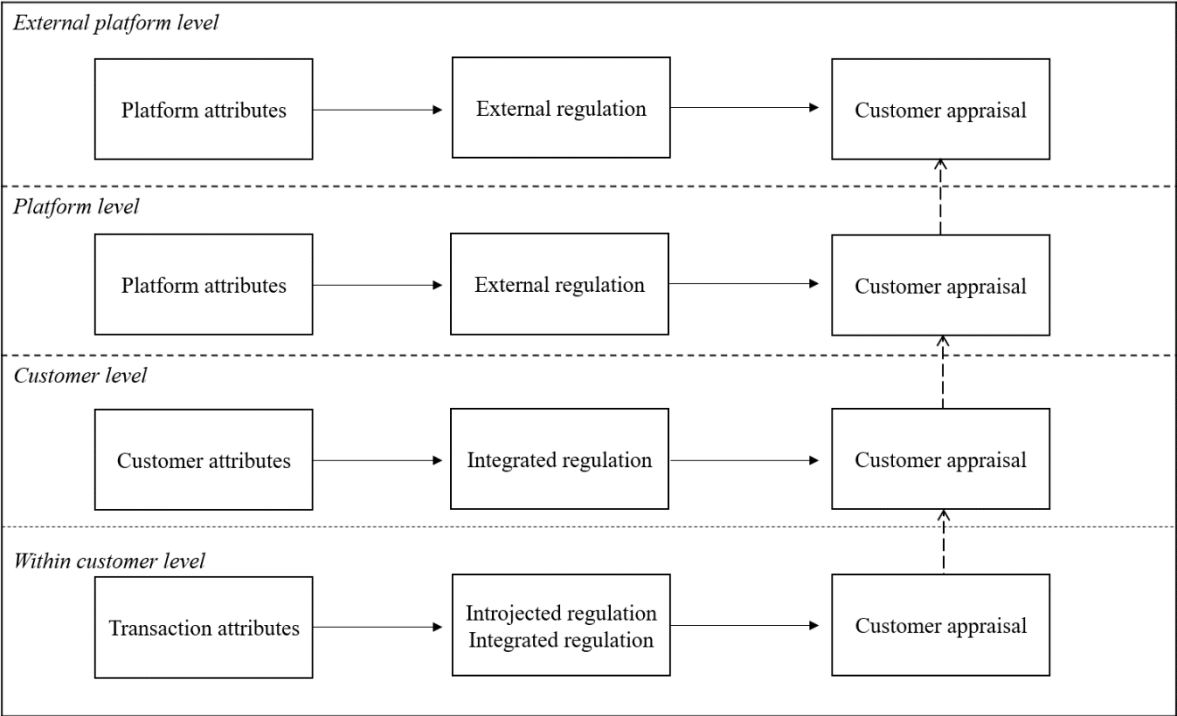 External platform level
Platform attributes
External regulation
Customer appraisal
Platform level
Platform attributes
External regulation
Customer appraisal
Customer level
Customer attributes
Integrated regulation
Customer appraisal
Within customer level
Transaction attributes
Introjected regulation
Integrated regulation
Customer appraisal